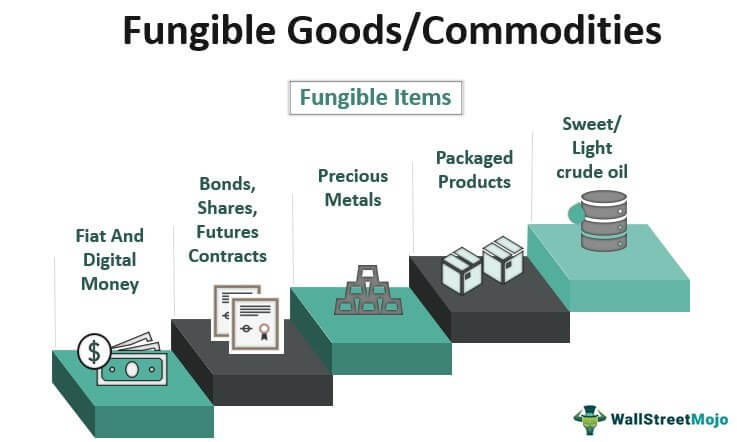 Fungible Goods/Commodities
Fungible Items
Fiat And
Digital
Money
$
Bonds,
Shares,
Futures
Contracts
Precious
Metals
Packaged
Products
Sweet/
Light
crude oil
WallStreetMojo